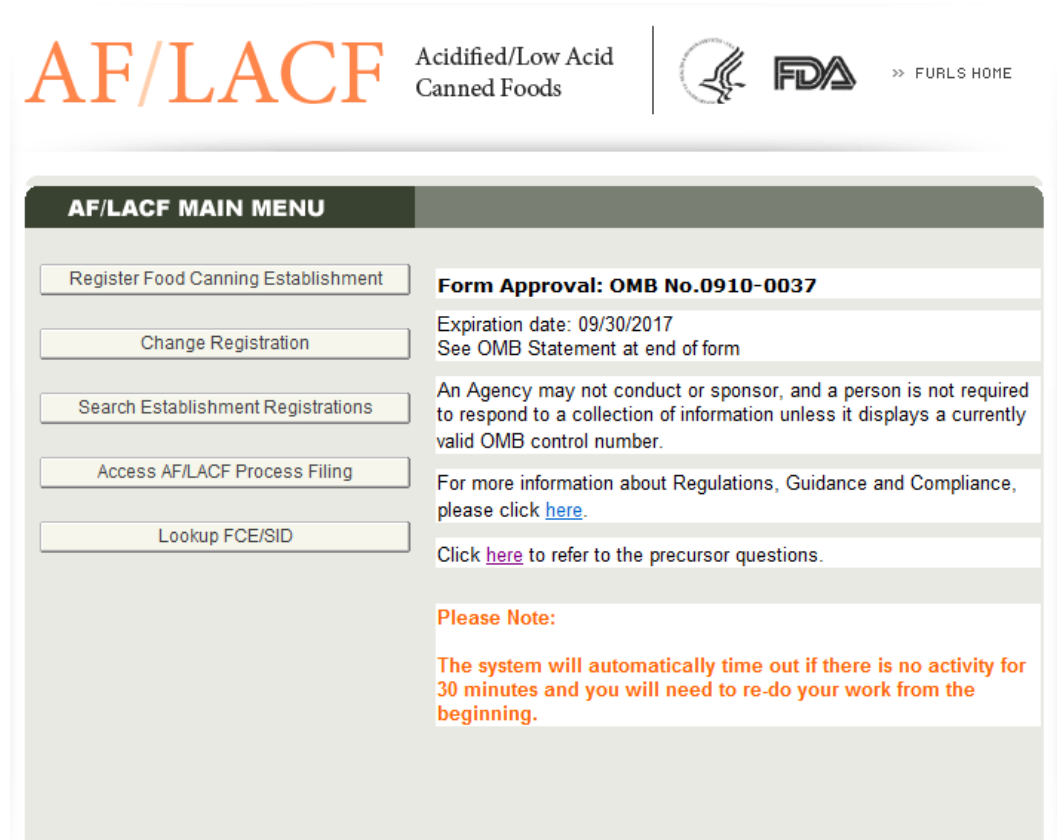 AF/LACF
Acidified/Low Acid
Canned Foods
FDA
>> FURLS HOME
AF/LACF MAIN MENU
Register Food Canning Establishment
Change Registration
Search Establishment Registrations
Access AF/LACF Process Filing
Lookup FCE/SID
Form Approval: OMB No.0910-0037
Expiration date: 09/30/2017
See OMB Statement at end of form
An Agency may not conduct or sponsor, and a person is not required
to respond to a collection of information unless it displays a currently
valid OMB control number.
For more information about Regulations, Guidance and Compliance,
please click here.
Click here to refer to the precursor questions.
Please Note:
The system will automatically time out if there is no activity for
30 minutes and you will need to re-do your work from the
beginning.